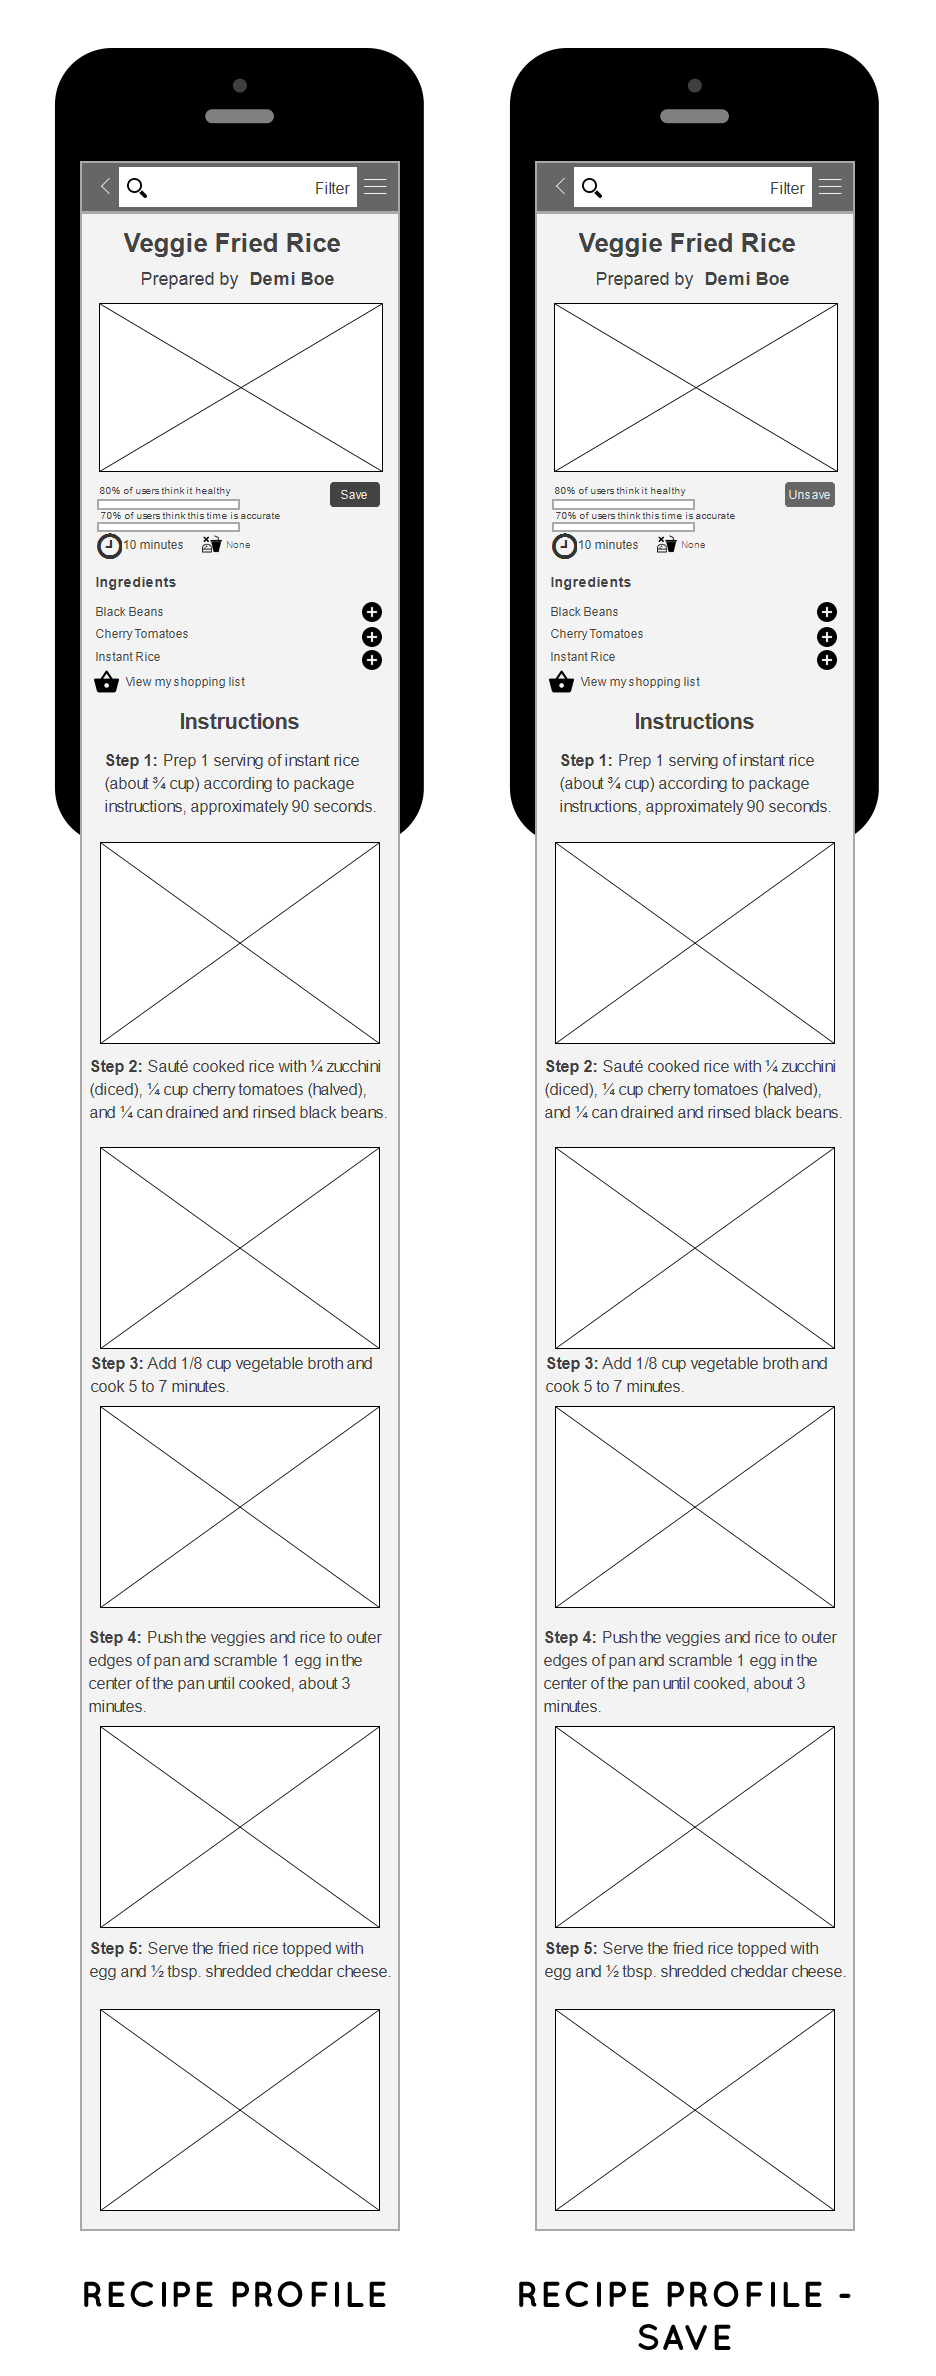 Filter
Veggie Fried Rice
Prepared by Demi Boe
80% of users think it healthy
Save
70% of users think this time is accurate
10 minutes
None
Ingredients
Black Beans
Cherry Tomatoes
Instant Rice
View my shopping list
Instructions
Step 1: Prep 1 serving of instant rice
(about ¾ cup) according to package
instructions, approximately 90 seconds.
Step 2: Sauté cooked rice with ¼ zucchini
(diced), ¼ cup cherry tomatoes (halved),
and ¼ can drained and rinsed black beans.
Step 3: Add 1/8 cup vegetable broth and
cook 5 to 7 minutes.
Step 4: Push the veggies and rice to outer
edges of pan and scramble 1 egg in the
center of the pan until cooked, about 3
minutes.
Step 5: Serve the fried rice topped with
egg and ½ tbsp. shredded cheddar cheese.
RECIPE PROFILE
Filter
Veggie Fried Rice
Prepared by Demi Boe
80% of users think it healthy
Unsave
70% of users think this time is accurate
10 minutes
None
Ingredients
Black Beans
Cherry Tomatoes
Instant Rice
View my shopping list
Instructions
Step 1: Prep 1 serving of instant rice
(about ¾ cup) according to package
instructions, approximately 90 seconds.
Step 2: Sauté cooked rice with ¼ zucchini
(diced), ¼ cup cherry tomatoes (halved),
and ¼ can drained and rinsed black beans.
Step 3: Add 1/8 cup vegetable broth and
cook 5 to 7 minutes.
Step 4: Push the veggies and rice to outer
edges of pan and scramble 1 egg in the
center of the pan until cooked, about 3
minutes.
Step 5: Serve the fried rice topped with
egg and ½ tbsp. shredded cheddar cheese.
RECIPE PROFILE -
SAVE